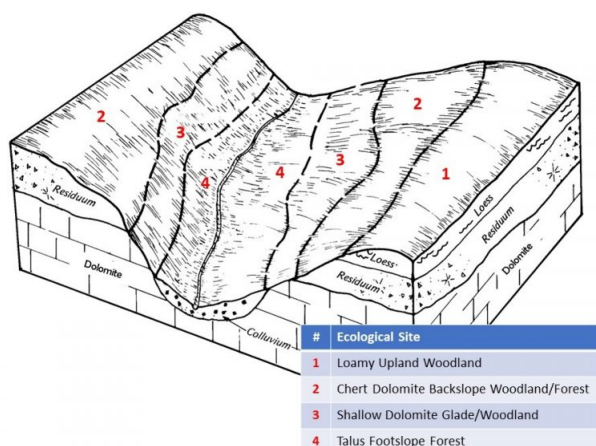 2
3
4
4
3
2
1
Residuum
Dolomite
Colluvium
Loess
Residuum
Loess
Residuum
Dolomite
# Ecological Site
1 Loamy Upland Woodland
2 Chert Dolomite Backslope Woodland/Forest
3 Shallow Dolomite Glade/Woodland
4 Talus Footslope Forest